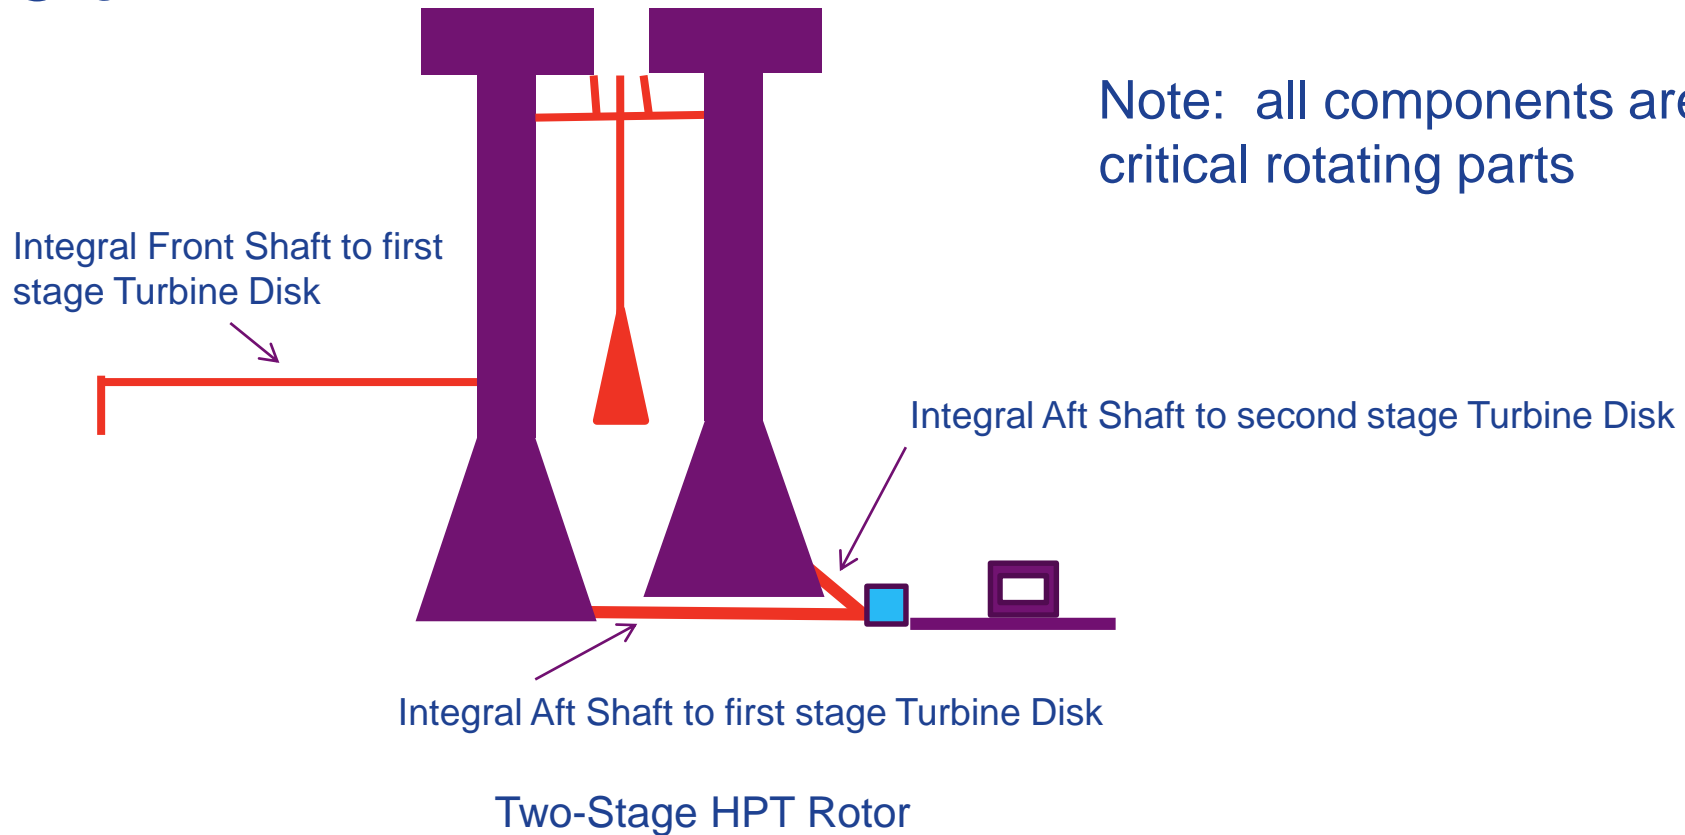 Note: all components are
critical rotating parts
Integral Front Shaft to first
stage Turbine Disk
Integral Aft Shaft to second stage Turbine Disk
Integral Aft Shaft to first stage Turbine Disk
Two-Stage HPT Rotor